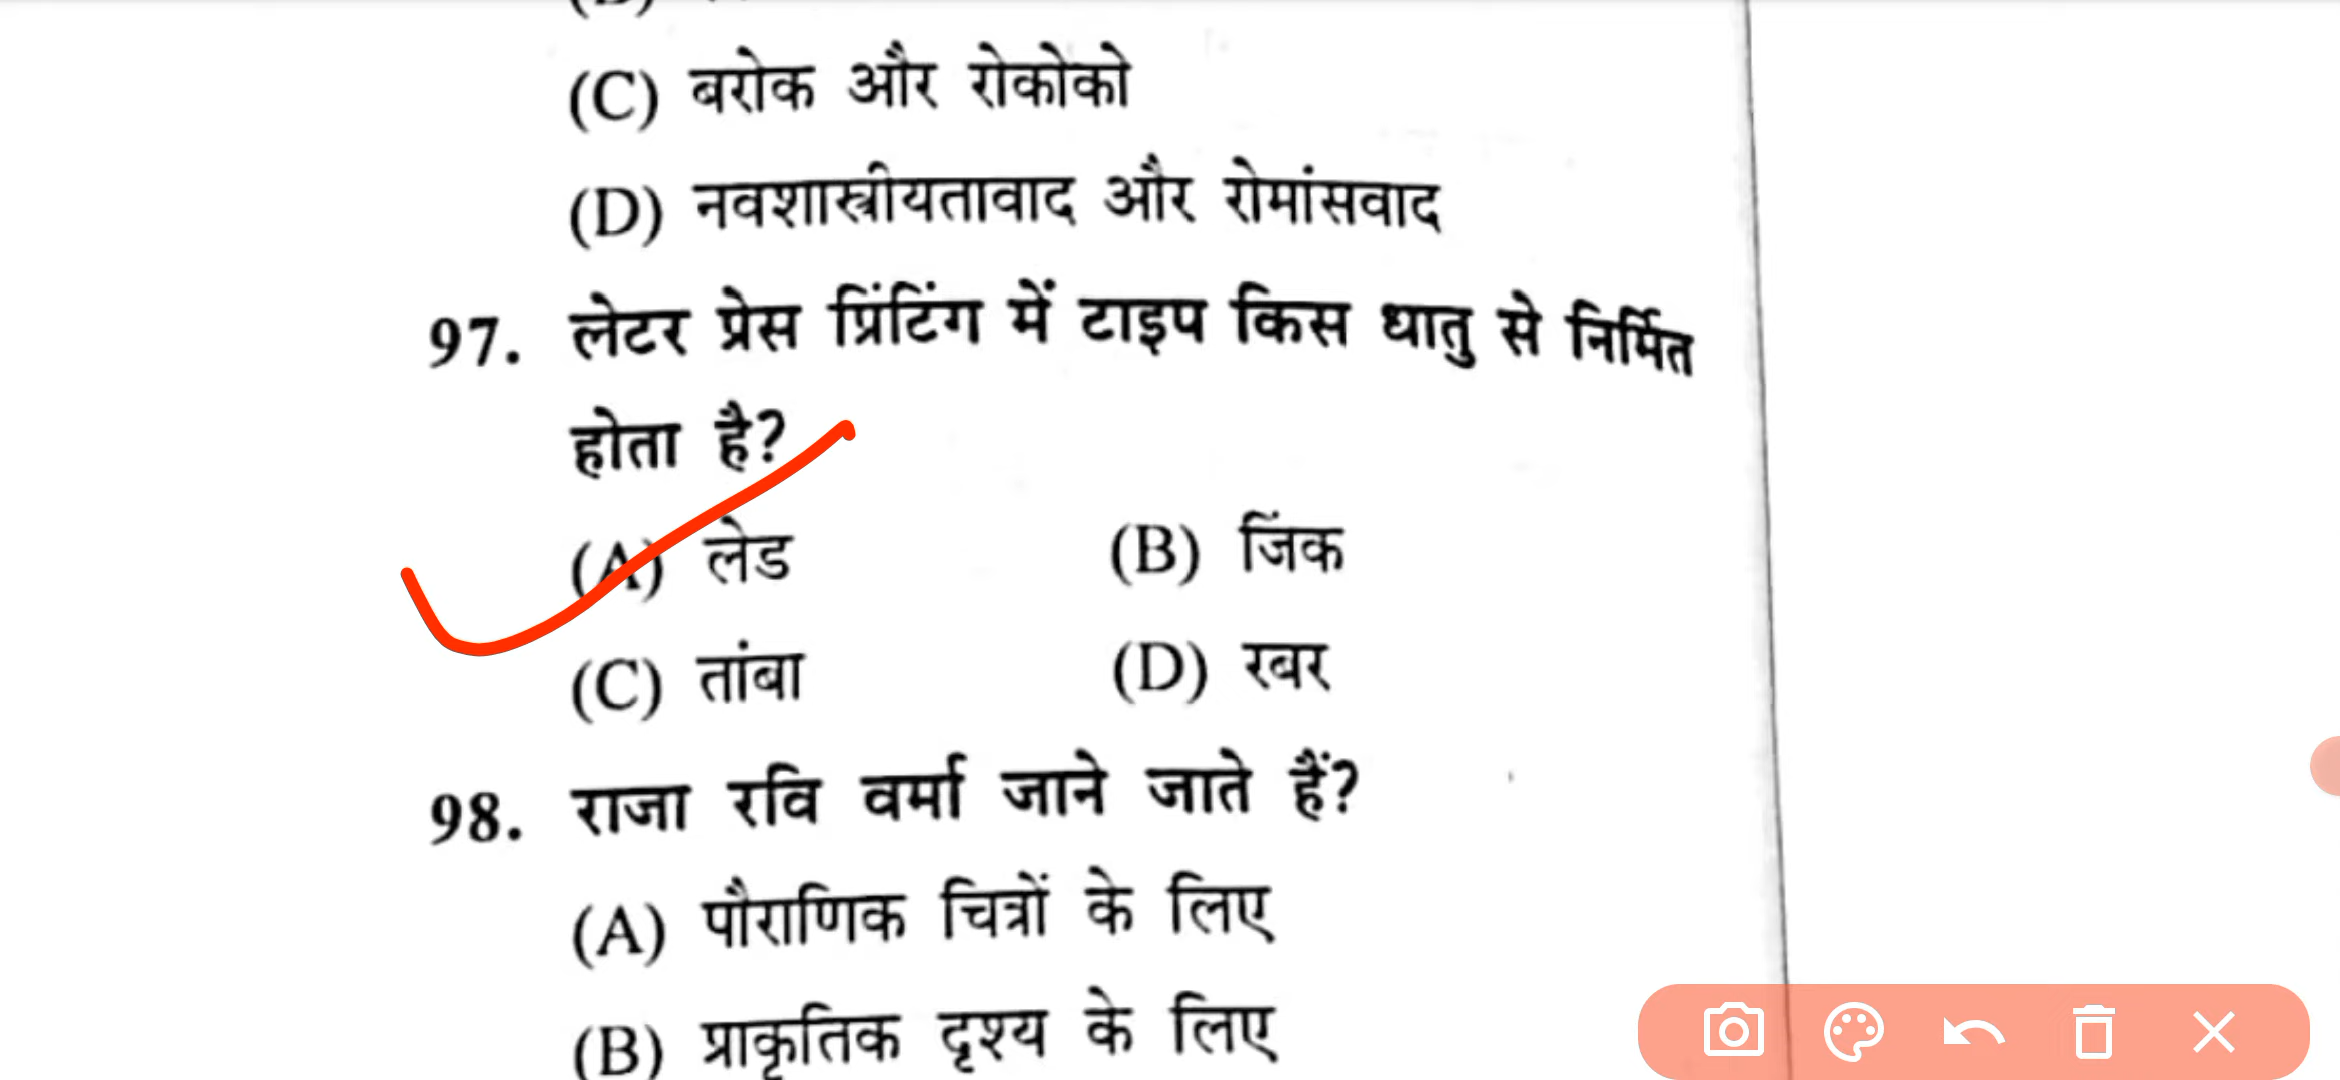 (C) बरोक और रोकोको
(D) नवशास्त्रीयतावाद और रोमांसवाद
97. लेटर प्रेस प्रिंटिंग में टाइप किस धातु से निर्मित
होता है?
(A) लेड (B) जिंक
(C) तांबा (D) रबर
98. राजा रवि वर्मा जाने जाते हैं?
(A) पौराणिक चित्रों के लिए
(B) प्राकृतिक दृश्य के लिए